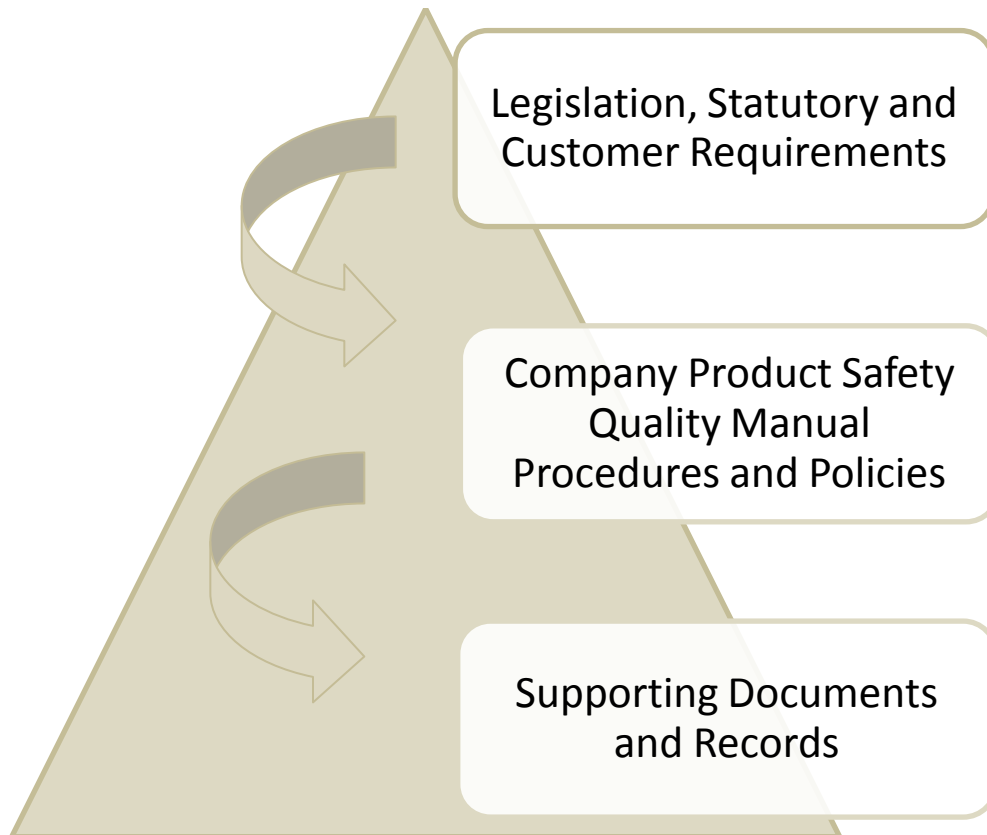 Legislation, Statutory and
Customer Requirements
Company Product Safety
Quality Manual
Procedures and Policies
Supporting Documents
and Records